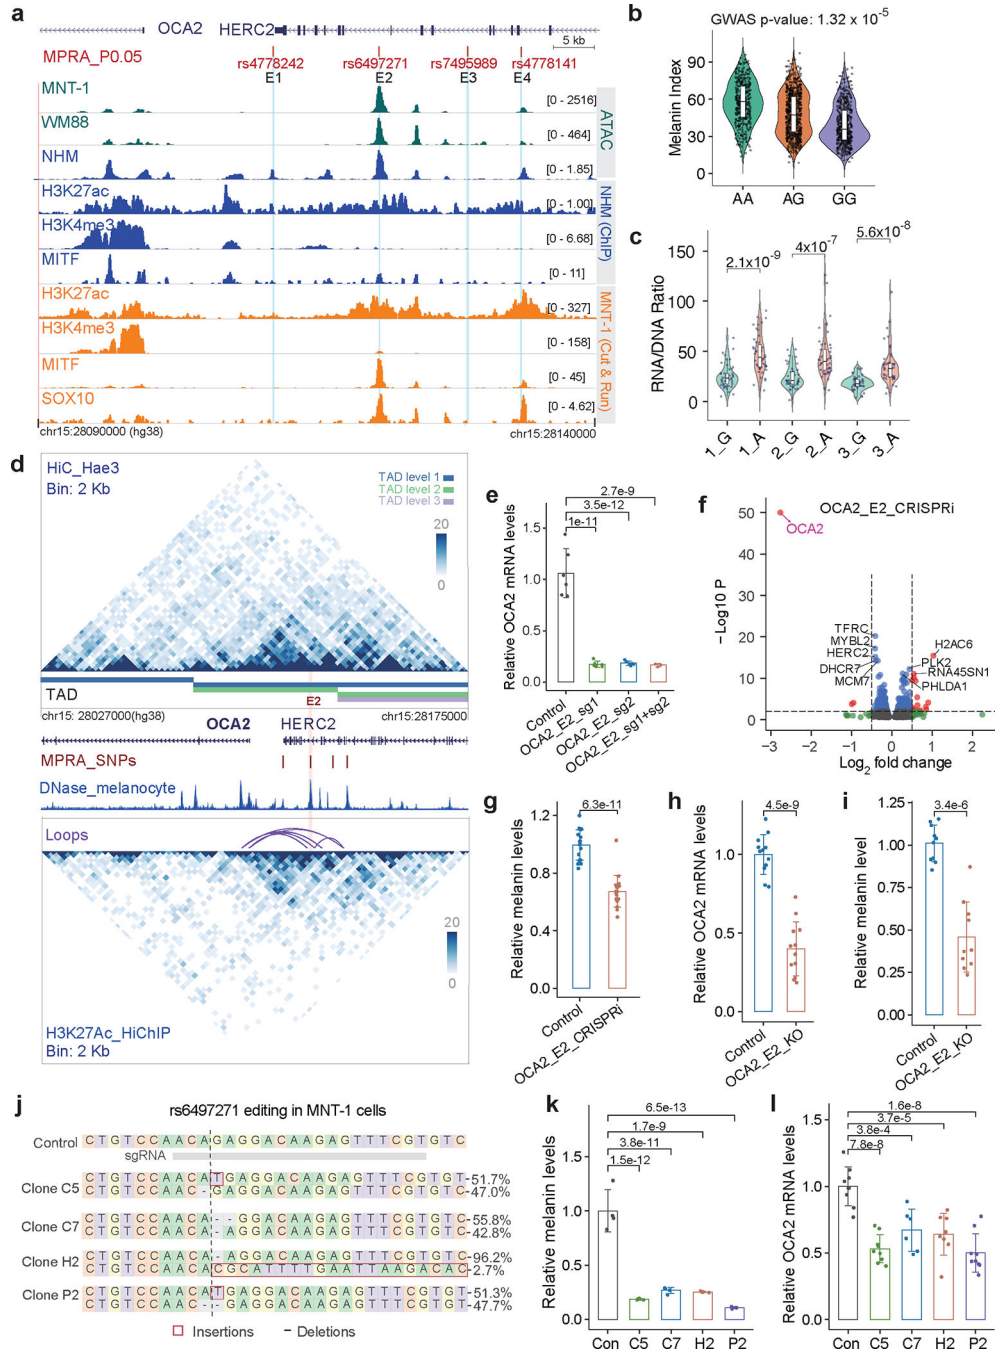 a
OCA2 HERC2
5 kb
MPRA_P0.05
rs4778242 rs6497271 rs7495989 rs4778141
E1 E2 E3 E4
MNT-1
[0 - 2516]
WM88
[0 - 464]
NHM
[0 - 1.85]
ATAC
H3K27ac
[0 - 1.00]
H3K4me3
[0 - 6.68]
MITF
[0 - 11]
NHM (ChIP)
H3K27ac
[0 - 327]
H3K4me3
[0 - 158]
MITF
[0 - 45]
SOX10
[0 - 4.62]
MNT-1 (Cut & Run)
chr15:28090000 (hg38) chr15:28140000
b
GWAS p-value: 1.32 x 10-5
Melanin Index
90
60
30
0
AA AG GG
c
RNA/DNA Ratio
150
100
50
0
2.1x10-9 4x10-7 5.6x10-8
1_G 1_A 2_G 2_A 3_G 3_A
d
HiC_Hae3
Bin: 2 Kb
TAD level 1
TAD level 2
TAD level 3
20
0
TAD
E2
chr15: 28027000(hg38) chr15:28175000
OCA2 HERC2
MPRA_SNPs
DNase_melanocyte
Loops
20
0
H3K27Ac_HiChIP
Bin: 2 Kb
e
Relative OCA2 mRNA levels
2.7e-9
3.5e-12
1e-11
1.5
1.0
0.5
0.0
Control
OCA2_E2_sg1
OCA2_E2_sg2
OCA2_E2_sg1+sg2
f
OCA2_E2_CRISPRi
−Log10 P
50
40
30
20
10
0
OCA2
TFRC
MYBL2
HERC2
DHCR7
MCM7
H2AC6
PLK2
RNA45SN1
PHLDA1
−3 −2 −1 0 1 2
Log2 fold change
g
Relative melanin levels
6.3e-11
1.2
0.8
0.4
0.0
Control
OCA2_E2_CRISPRi
h
Relative OCA2 mRNA levels
4.5e-9
1.0
0.5
0.0
Control
OCA2_E2_KO
i
Relative melanin level
3.4e-6
1.25
1.00
0.75
0.50
0.25
0.00
Control
OCA2_E2_KO
j
rs6497271 editing in MNT-1 cells
Control CTGTCCAACAGAGGACAAGAGTTTCGTGTC
sgRNA
Clone C5
CTGTCCAACATGAGGACAAGAGTTTCGTGT-51.7%
CTGTCCAAC-GAGGACAAGAGTTTCGTGTC-47.0%
Clone C7
CTGTCCAACA--GGACAAGAGTTTCGTGTC-55.8%
CTGTCCAACA-AGGACAAGAGTTTCGTGTC-42.8%
Clone H2
CTGTCCAACA-AGGACAAGAGTTTCGTGTC-96.2%
CTGTCCAACACGCATTTTGAATTAAGACAC-2.7%
Clone P2
CTGTCCAACATGAGGACAAGAGTTTCGTGT-51.3%
CTGTCCAAC--GAGGACAAGAGTTTCGTGTC-47.7%
Insertions - Deletions
k
Relative melanin levels
6.5e-13
1.7e-9
3.8e-11
1.5e-12
1.5
1.0
0.5
0.0
Con C5 C7 H2 P2
l
Relative OCA2 mRNA levels
1.6e-8
3.7e-5
3.8e-4
7.8e-8
1.5
1.0
0.5
0.0
Con C5 C7 H2 P2